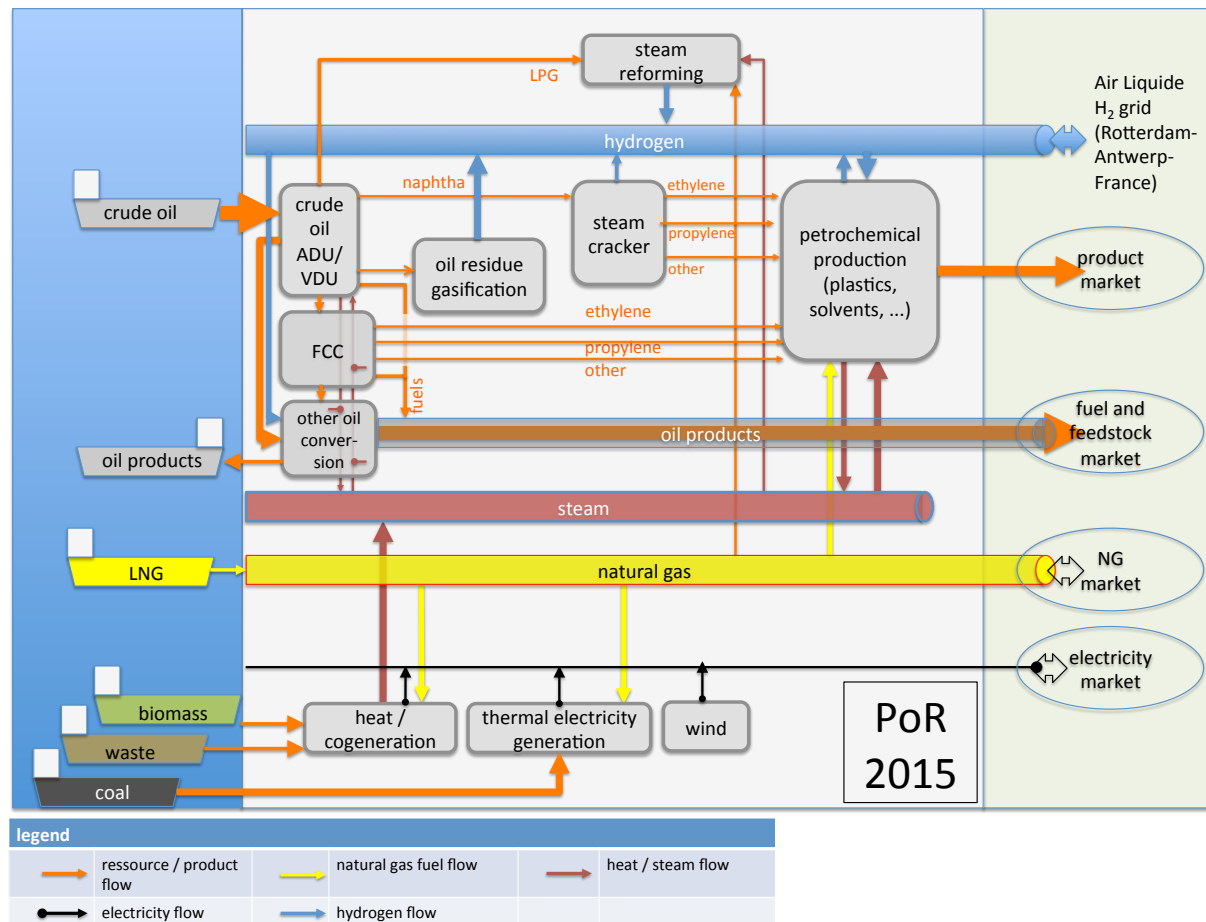 steam
reforming
LPG
Air Liquide
H₂ grid
(Rotterdam-
Antwerp-
France)
hydrogen
naphtha
ethylene
crude oil
crude
oil
ADU/
VDU
steam
cracker
propylene
other
oil residue
gasification
petrochemical
production
(plastics,
solvents, ...)
product
market
ethylene
FCC
propylene
other
fuels
other oil
conver-
sion
oil products
fuel and
feedstock
market
oil products
steam
LNG
natural gas
NG
market
electricity
market
biomass
heat /
cogeneration
thermal electricity
generation
wind
waste
coal
PoR
2015
legend
ressource / product
flow
natural gas fuel flow
heat / steam flow
electricity flow
hydrogen flow